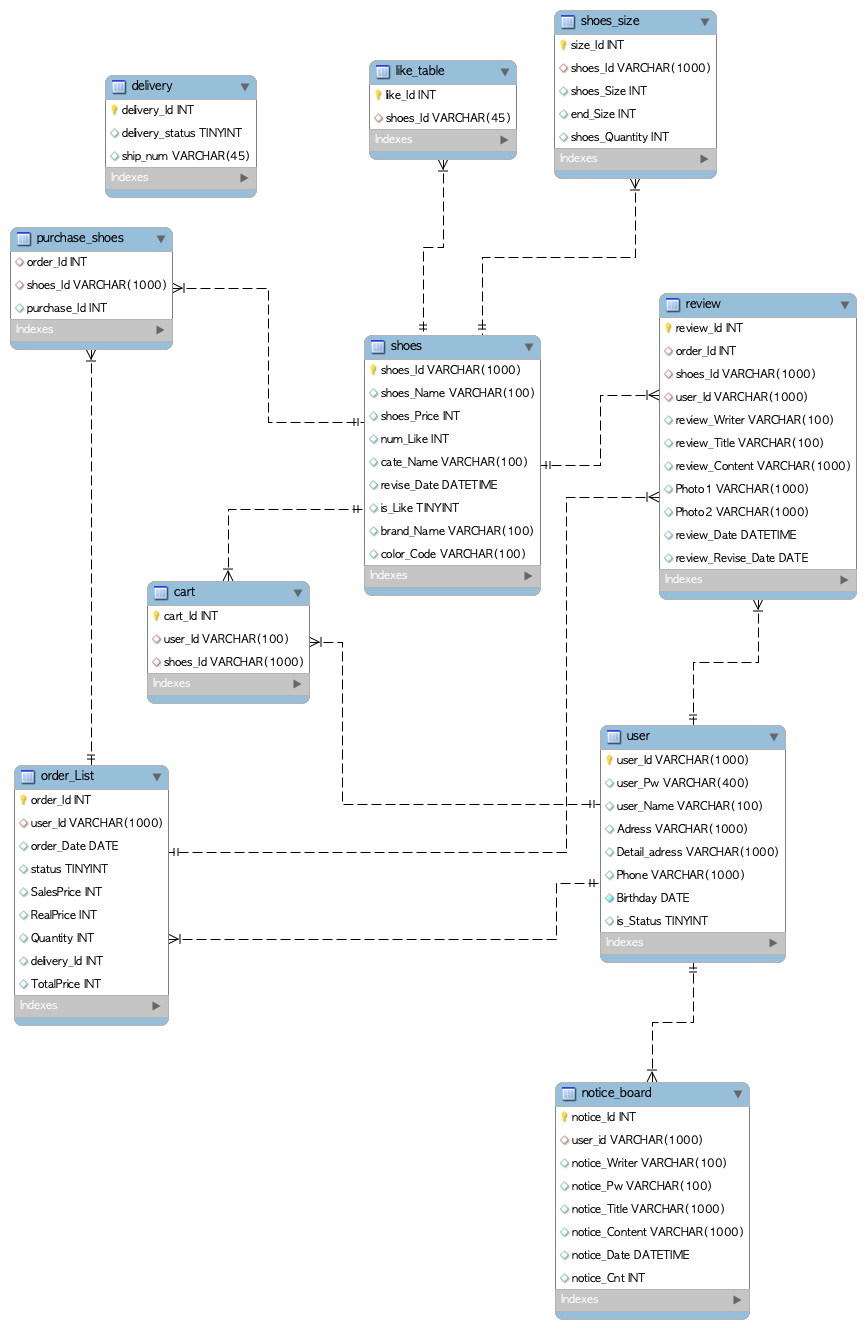 shoes_size
size_Id INT
shoes_Id VARCHAR(1000)
shoes_Size INT
end_Size INT
shoes_Quantity INT
Indexes
like_table
like_Id INT
shoes_Id VARCHAR(45)
Indexes
delivery
delivery_Id INT
delivery_status TINYINT
ship_num VARCHAR(45)
Indexes
purchase_shoes
order_Id INT
shoes_Id VARCHAR(1000)
purchase_Id INT
Indexes
shoes
shoes_Id VARCHAR(1000)
shoes_Name VARCHAR(100)
shoes_Price INT
num_Like INT
cate_Name VARCHAR(100)
revise_Date DATETIME
is_Like TINYINT
brand_Name VARCHAR(100)
color_Code VARCHAR(100)
Indexes
review
review_Id INT
order_Id INT
shoes_Id VARCHAR(1000)
user_Id VARCHAR(1000)
review_Writer VARCHAR(100)
review_Title VARCHAR(100)
review_Content VARCHAR(1000)
Photo1 VARCHAR(1000)
Photo2 VARCHAR(1000)
review_Date DATETIME
review_Revise_Date DATE
Indexes
cart
cart_Id INT
user_Id VARCHAR(100)
shoes_Id VARCHAR(1000)
Indexes
order_List
order_Id INT
user_Id VARCHAR(1000)
order_Date DATE
status TINYINT
SalesPrice INT
RealPrice INT
Quantity INT
delivery_Id INT
TotalPrice INT
Indexes
user
user_Id VARCHAR(1000)
user_Pw VARCHAR(400)
user_Name VARCHAR(100)
Adress VARCHAR(1000)
Detail_adress VARCHAR(1000)
Phone VARCHAR(1000)
Birthday DATE
is_Status TINYINT
Indexes
notice_board
notice_Id INT
user_id VARCHAR(1000)
notice_Writer VARCHAR(100)
notice_Pw VARCHAR(100)
notice_Title VARCHAR(1000)
notice_Content VARCHAR(1000)
notice_Date DATETIME
notice_Cnt INT
Indexes